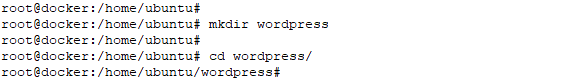 root@docker:/home/ubuntu#
root@docker:/home/ubuntu# mkdir wordpress
root@docker:/home/ubuntu#
root@docker:/home/ubuntu# cd wordpress/
root@docker:/home/ubuntu/wordpress#